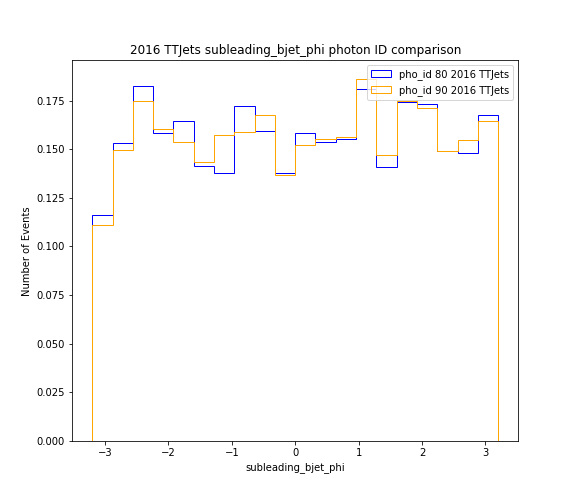 2016 TTJets subleading_bjet_phi photon ID comparison
pho_id 80 2016 TTJets
pho_id 90 2016 TTJets
Number of Events
0.175
0.150
0.125
0.100
0.075
0.050
0.025
0.000
−3 −2 −1 0 1 2 3
subleading_bjet_phi